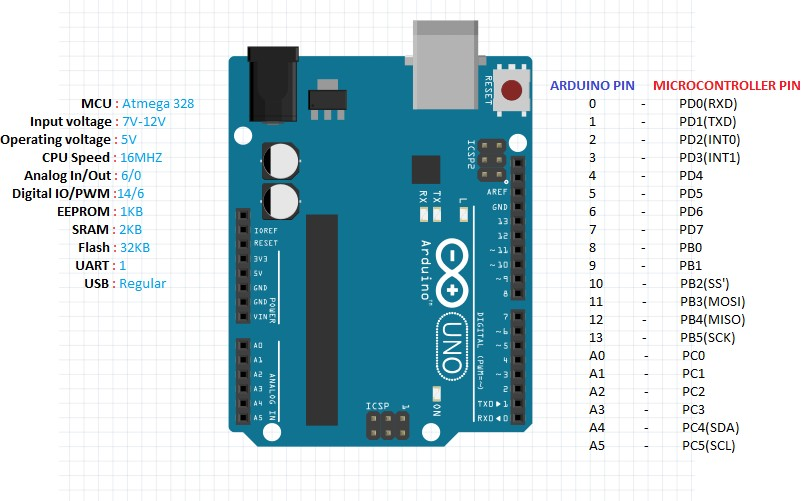 MCU : Atmega 328
Input voltage : 7V-12V
Operating voltage : 5V
CPU Speed : 16MHZ
Analog In/Out : 6/0
Digital IO/PWM :14/6
EEPROM : 1KB
SRAM : 2KB
Flash : 32KB
UART : 1
USB : Regular
RESET
ICSP2
AREF
GND
13
12
~11
~10
~9
8
7
~6
~5
4
~3
2
TXD▶1
RXD◀0
DIGITAL (PWM=~)
RX
TX
L
Arduino™
UNO
ON
ICSP
1
IOREF
RESET
3V3
5V
GND
GND
VIN
POWER
A0
A1
A2
A3
A4
A5
ANALOG IN
ARDUINO PIN MICROCONTROLLER PIN
0 - PD0(RXD)
1 - PD1(TXD)
2 - PD2(INT0)
3 - PD3(INT1)
4 - PD4
5 - PD5
6 - PD6
7 - PD7
8 - PB0
9 - PB1
10 - PB2(SS')
11 - PB3(MOSI)
12 - PB4(MISO)
13 - PB5(SCK)
A0 - PC0
A1 - PC1
A2 - PC2
A3 - PC3
A4 - PC4(SDA)
A5 - PC5(SCL)